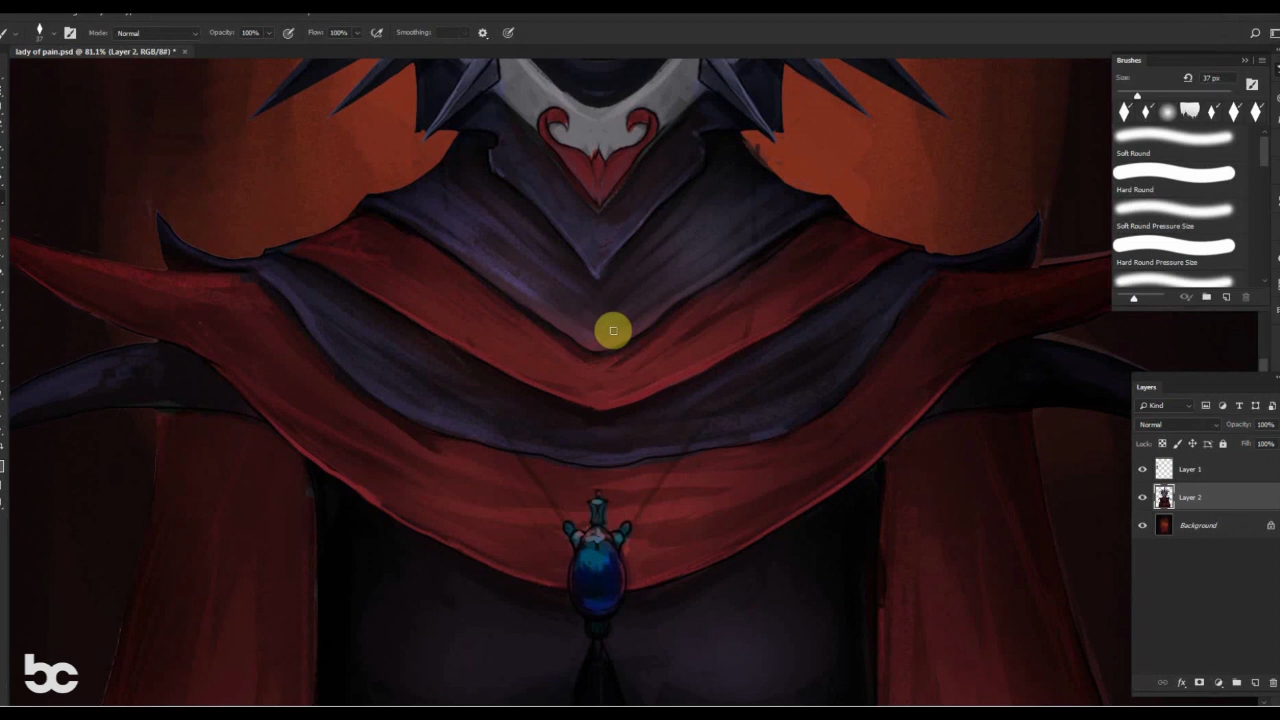 Mode: Normal Opacity: 100% Flow: 100% Smoothing:
37
lady of pain.psd @ 81.1% (Layer 2, RGB/8#) * ×
Brushes
Size: 37 px
Soft Round
Hard Round
Soft Round Pressure Size
Hard Round Pressure Size
Layers
Kind
Normal Opacity: 100%
Lock: Fill: 100%
Layer 1
Layer 2
Background
bc